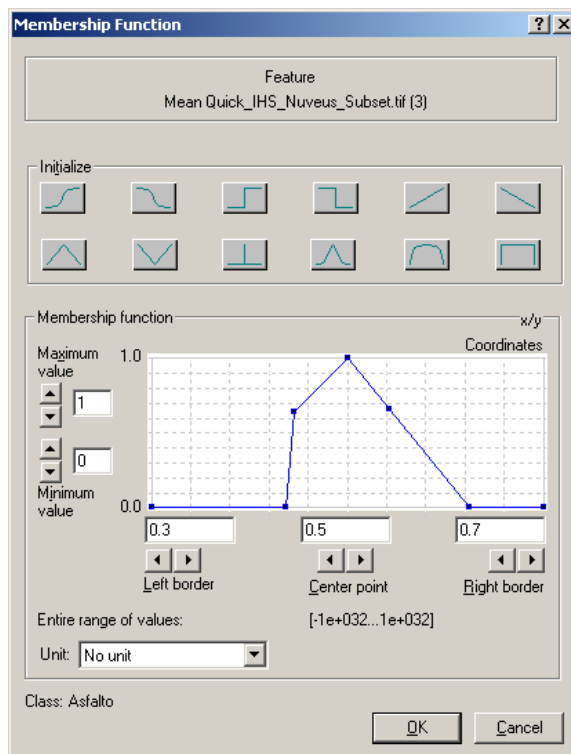 Membership Function
Feature
Mean Quick_IHS_Nuveus_Subset.tif (3)
Initialize
Membership function
x/y
Maximum value
1.0
Coordinates
1
0
Minimum value
0.0
0.3
0.5
0.7
Left border
Center point
Right border
Entire range of values:
[-1e+032...1e+032]
Unit:
No unit
Class: Asfalto
OK
Cancel